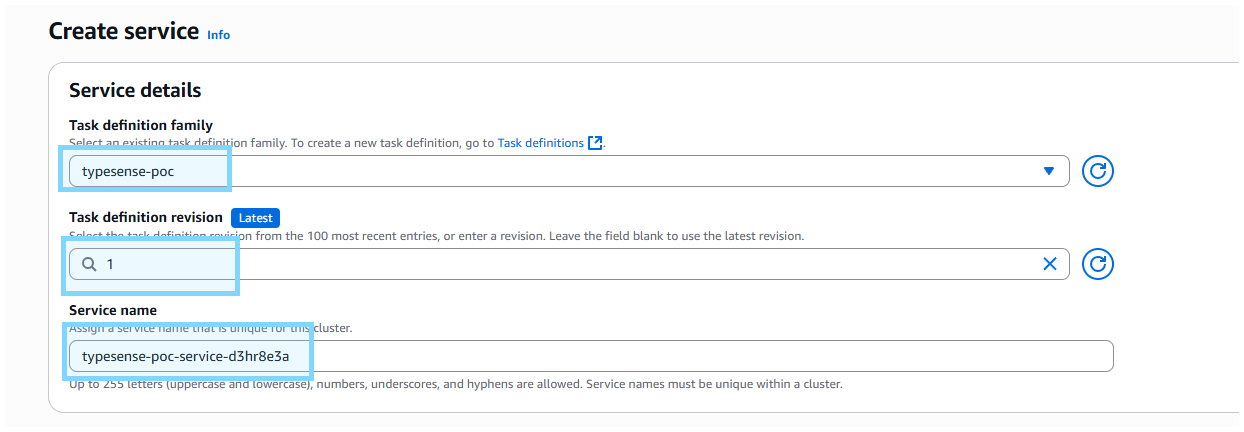 Create service Info
Service details
Task definition family
Select an existing task definition family. To create a new task definition, go to Task definitions.
typesense-poc
Task definition revision Latest
Select the task definition revision from the 100 most recent entries, or enter a revision. Leave the field blank to use the latest revision.
1
Service name
Assign a service name that is unique for this cluster.
typesense-poc-service-d3hr8e3a
Up to 255 letters (uppercase and lowercase), numbers, underscores, and hyphens are allowed. Service names must be unique within a cluster.